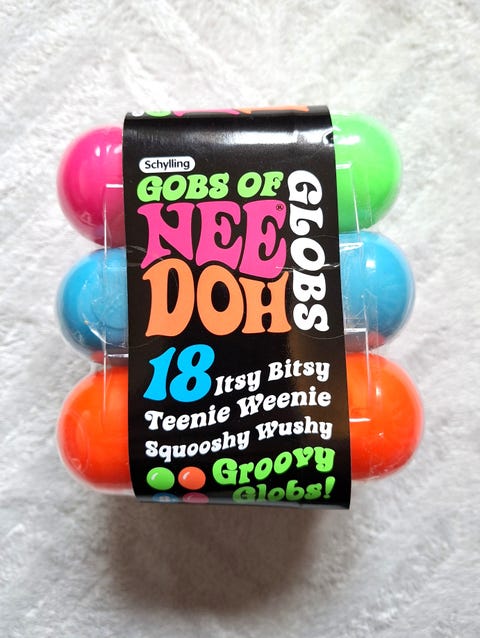 Schylling
GOBS OF
NEE®
DOH
GLOBS
18 Itsy Bitsy
Teenie Weenie
Squooshy Wushy
Groovy
Globs!